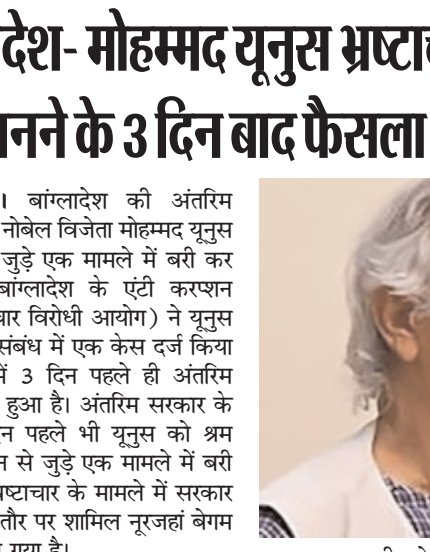 देश- मोहम्मद यूनुस
के 3 दिन बाद फैसला
। बांग्लादेश की अंतरिम
नोबेल विजेता मोहम्मद यूनुस
जुड़े एक मामले में बरी कर
बांग्लादेश के एंटी करप्शन
विरोधी आयोग) ने यूनुस
संबंध में एक केस दर्ज किया
में 3 दिन पहले ही अंतरिम
हुआ है। अंतरिम सरकार के
पहले भी यूनुस को श्रम
से जुड़े एक मामले में बरी
भ्रष्टाचार के मामले में सरकार
तौर पर शामिल नूरजहां बेगम
गया है।